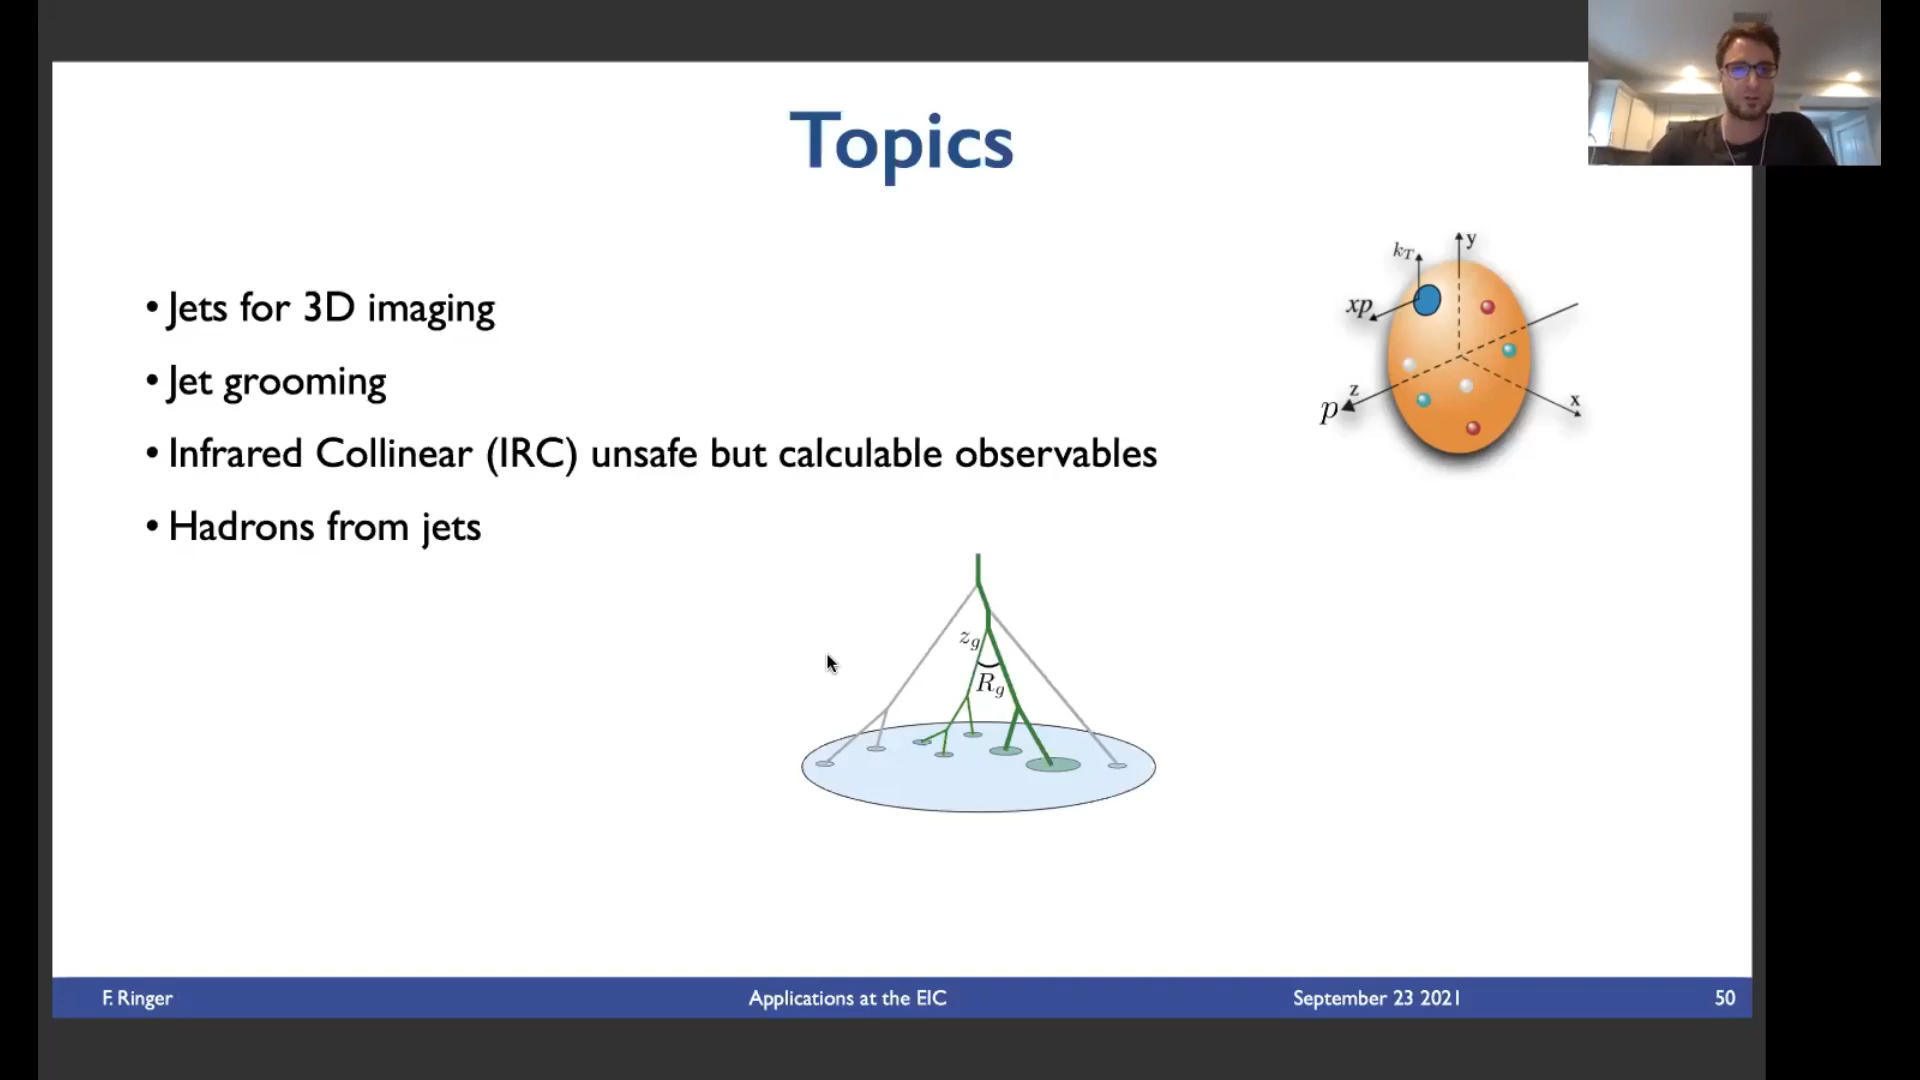 Topics
• Jets for 3D imaging
• Jet grooming
• Infrared Collinear (IRC) unsafe but calculable observables
• Hadrons from jets
y
kT
xp
z
p
x
zg
Rg
F. Ringer Applications at the EIC September 23 2021 50